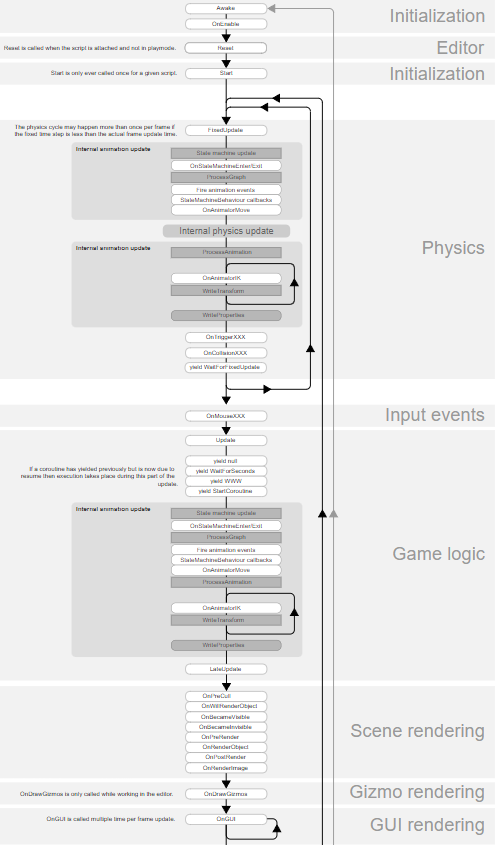 Awake
Initialization
OnEnable
Reset is called when the script is attached and not in playmode.
Reset
Editor
Start is only ever called once for a given script.
Start
Initialization
The physics cycle may happen more than once per frame if
the fixed time step is less than the actual frame update time.
FixedUpdate
Internal animation update
State machine update
OnStateMachineEnter/Exit
ProcessGraph
Fire animation events
StateMachineBehaviour callbacks
OnAnimatorMove
Internal physics update
Physics
Internal animation update
ProcessAnimation
OnAnimatorIK
WriteTransform
WriteProperties
OnTriggerXXX
OnCollisionXXX
yield WaitForFixedUpdate
OnMouseXXX
Input events
Update
If a coroutine has yielded previously but is now due to
resume then execution takes place during this part of the
update.
yield null
yield WaitForSeconds
yield WWW
yield StartCoroutine
Internal animation update
State machine update
OnStateMachineEnter/Exit
ProcessGraph
Fire animation events
StateMachineBehaviour callbacks
OnAnimatorMove
ProcessAnimation
Game logic
OnAnimatorIK
WriteTransform
WriteProperties
LateUpdate
OnPreCull
OnWillRenderObject
OnBecameVisible
OnBecameInvisible
OnPreRender
OnRenderObject
OnPostRender
OnRenderImage
Scene rendering
OnDrawGizmos is only called while working in the editor.
OnDrawGizmos
Gizmo rendering
OnGUI is called multiple time per frame update.
OnGUI
GUI rendering